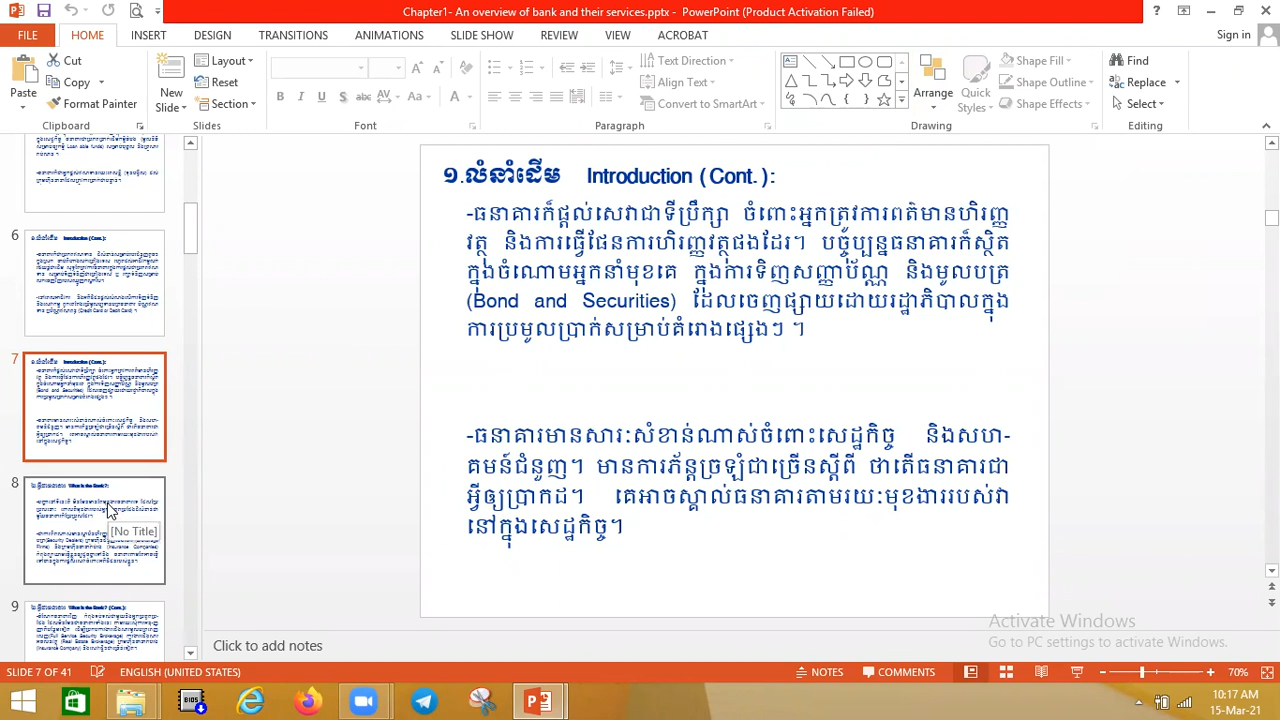 Chapter1- An overview of bank and their services.pptx - PowerPoint (Product Activation Failed)
FILE HOME INSERT DESIGN TRANSITIONS ANIMATIONS SLIDE SHOW REVIEW VIEW ACROBAT Sign in
Paste Cut Copy Format Painter
New Slide Layout Reset Section
Text Direction Align Text Convert to SmartArt
Arrange Quick Styles Shape Fill Shape Outline Shape Effects
Find Replace Select
Clipboard Slides Font Paragraph Drawing Editing
១.លំនាំដើម Introduction (Cont. ):
-ធនាគារក៏ផ្តល់សេវាជាទីប្រឹក្សា ចំពោះអ្នកត្រូវការពត៌មានហិរញ្ញ
វត្ថុ និងការធ្វើផែនការហិរញ្ញវត្ថុផងដែរ។ បច្ចុប្បន្នធនាគារក៏ស្ថិត
ក្នុងចំណោមអ្នកនាំមុខគេ ក្នុងការទិញសញ្ញាប័ណ្ណ និងមូលបត្រ
(Bond and Securities) ដែលចេញផ្សាយដោយរដ្ឋាភិបាលក្នុង
ការប្រមូលប្រាក់សម្រាប់គំរោងផ្សេងៗ ។
-ធនាគារមានសារៈសំខាន់ណាស់ចំពោះសេដ្ឋកិច្ច និងសហ-
គមន៍ជំនួញ។ មានការភ័ន្តច្រឡំជាច្រើនស្តីពី ថាតើធនាគារជា
អ្វីឲ្យប្រាកដ។ គេអាចស្គាល់ធនាគារតាមរយៈមុខងាររបស់វា
នៅក្នុងសេដ្ឋកិច្ច។
6
7
8
[No Title]
9
Click to add notes
Activate Windows
Go to PC settings to activate Windows.
SLIDE 7 OF 41 ENGLISH (UNITED STATES) NOTES COMMENTS 70%
BIOS
10:17 AM
15-Mar-21